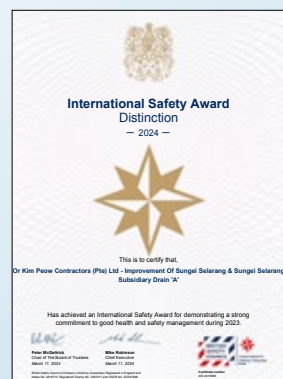 International Safety Award
Distinction
— 2024 —
This is to certify that,
Or Kim Peow Contractors (Pte) Ltd - Improvement Of Sungei Selarang & Sungei Selarang
Subsidiary Drain 'A'
Has achieved an International Safety Award for demonstrating a strong
commitment to good health and safety management during 2023.
Peter McGettrick
Chair of The Board of Trustees
March 11, 2024
Mike Robinson
Chief Executive
March 11, 2024